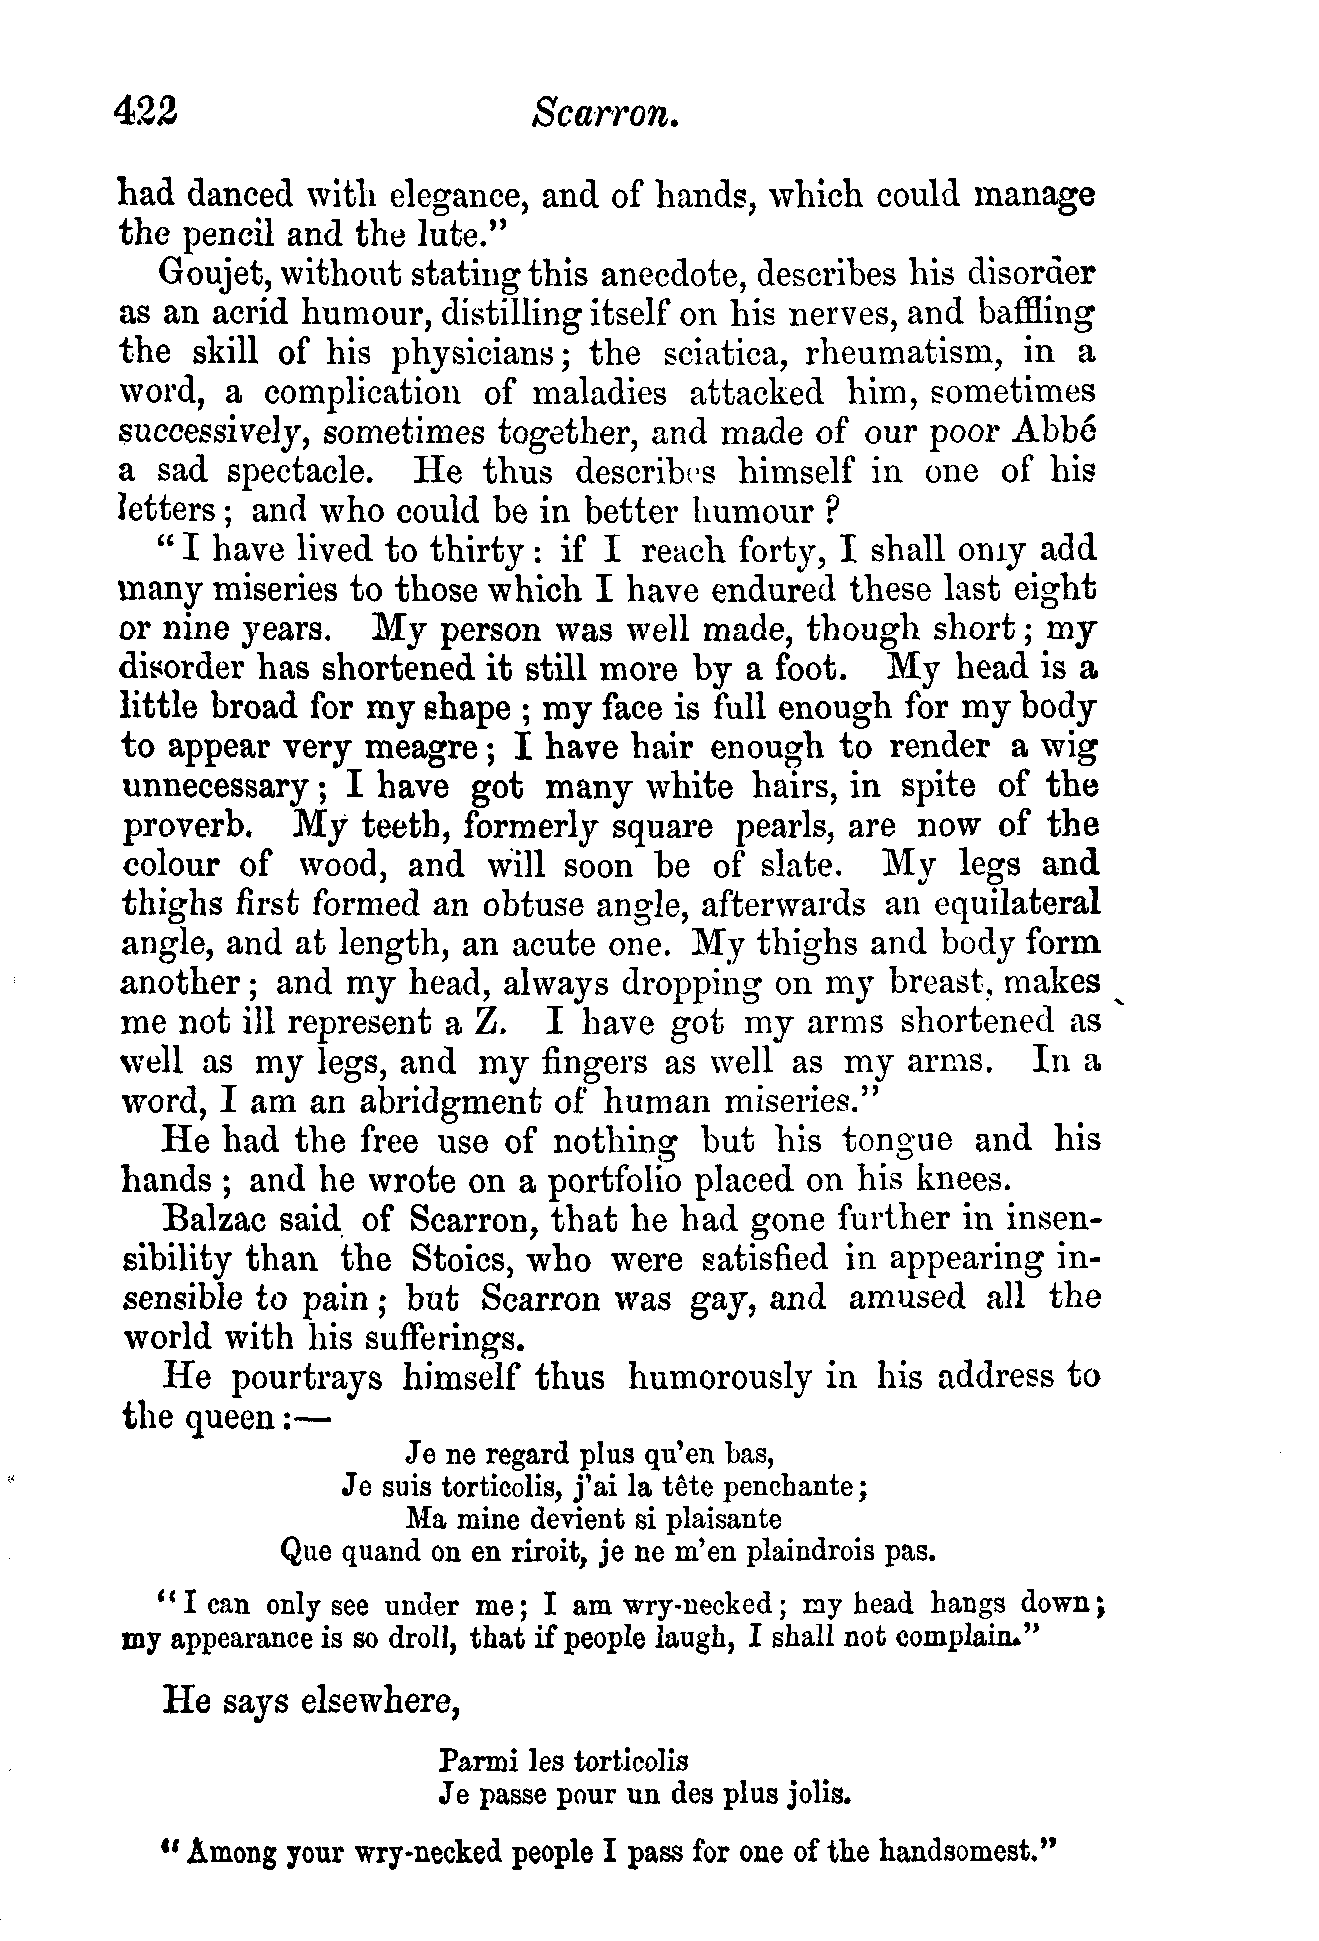 422 Scarron.
had danced with elegance, and of hands, which could manage
the pencil and the lute."
Goujet, without stating this anecdote, describes his disorder
as an acrid humour, distilling itself on his nerves, and baffling
the skill of his physicians; the sciatica, rheumatism, in a
word, a complication of maladies attacked him, sometimes
successively, sometimes together, and made of our poor Abbé
a sad spectacle. He thus describes himself in one of his
letters; and who could be in better humour?
"I have lived to thirty: if I reach forty, I shall only add
many miseries to those which I have endured these last eight
or nine years. My person was well made, though short; my
disorder has shortened it still more by a foot. My head is a
little broad for my shape; my face is full enough for my body
to appear very meagre; I have hair enough to render a wig
unnecessary; I have got many white hairs, in spite of the
proverb. My teeth, formerly square pearls, are now of the
colour of wood, and will soon be of slate. My legs and
thighs first formed an obtuse angle, afterwards an equilateral
angle, and at length, an acute one. My thighs and body form
another; and my head, always dropping on my breast, makes
me not ill represent a Z. I have got my arms shortened as
well as my legs, and my fingers as well as my arms. In a
word, I am an abridgment of human miseries."
He had the free use of nothing but his tongue and his
hands; and he wrote on a portfolio placed on his knees.
Balzac said of Scarron, that he had gone further in insen-
sibility than the Stoics, who were satisfied in appearing in-
sensible to pain; but Scarron was gay, and amused all the
world with his sufferings.
He pourtrays himself thus humorously in his address to
the queen:—
Je ne regard plus qu'en bas,
Je suis torticolis, j'ai la tête penchante;
Ma mine devient si plaisante
Que quand on en riroit, je ne m'en plaindrois pas.
"I can only see under me; I am wry-necked; my head hangs down;
my appearance is so droll, that if people laugh, I shall not complain."
He says elsewhere,
Parmi les torticolis
Je passe pour un des plus jolis.
"Among your wry-necked people I pass for one of the handsomest."